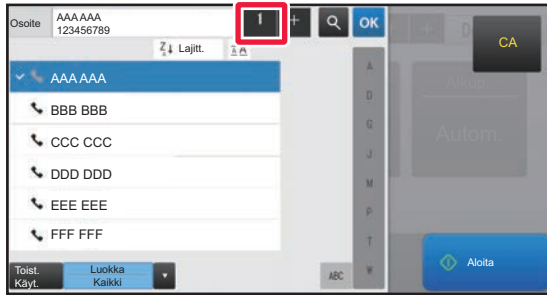 Osoite AAA AAA 1 + OK
123456789
CA
Lajitt.
AAA AAA
BBB BBB
CCC CCC
DDD DDD
EEE EEE
FFF FFF
A
D
G
J
M
P
T
W
Alkup.
Autom.
Toist. Käyt.
Luokka
Kaikki
ABC
Aloita